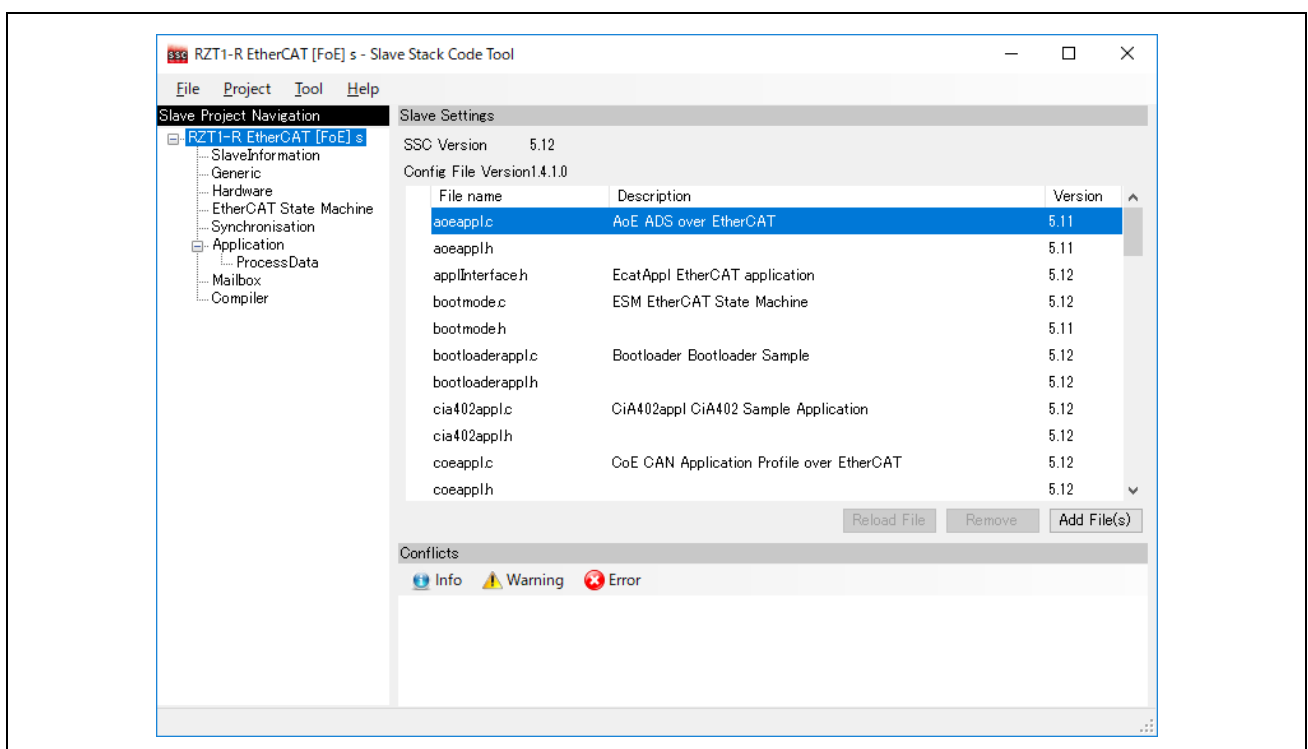 SSC RZT1-R EtherCAT [FoE] s - Slave Stack Code Tool
File Project Tool Help
Slave Project Navigation
RZT1-R EtherCAT [FoE] s
SlaveInformation
Generic
Hardware
EtherCAT State Machine
Synchronisation
Application
ProcessData
Mailbox
Compiler
Slave Settings
SSC Version 5.12
Config File Version1.4.1.0
File name Description Version
aoeappl.c AoE ADS over EtherCAT 5.11
aoeappl.h 5.11
applInterface.h EcatAppl EtherCAT application 5.12
bootmode.c ESM EtherCAT State Machine 5.12
bootmode.h 5.11
bootloaderappl.c Bootloader Bootloader Sample 5.12
bootloaderappl.h 5.12
cia402appl.c CiA402appl CiA402 Sample Application 5.12
cia402appl.h 5.12
coeappl.c CoE CAN Application Profile over EtherCAT 5.12
coeappl.h 5.12
Reload File Remove Add File(s)
Conflicts
Info Warning Error